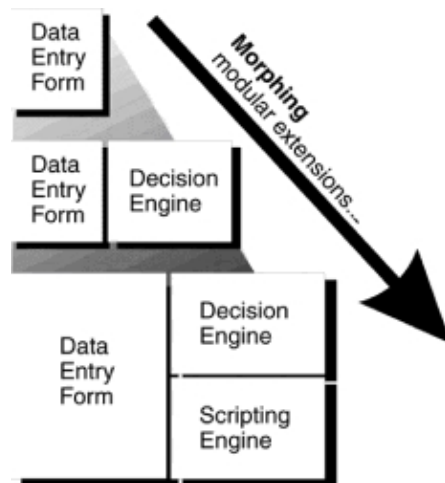 Data
Entry
Form
Morphing
modular extensions...
Data
Entry
Form
Decision
Engine
Data
Entry
Form
Decision
Engine
Scripting
Engine